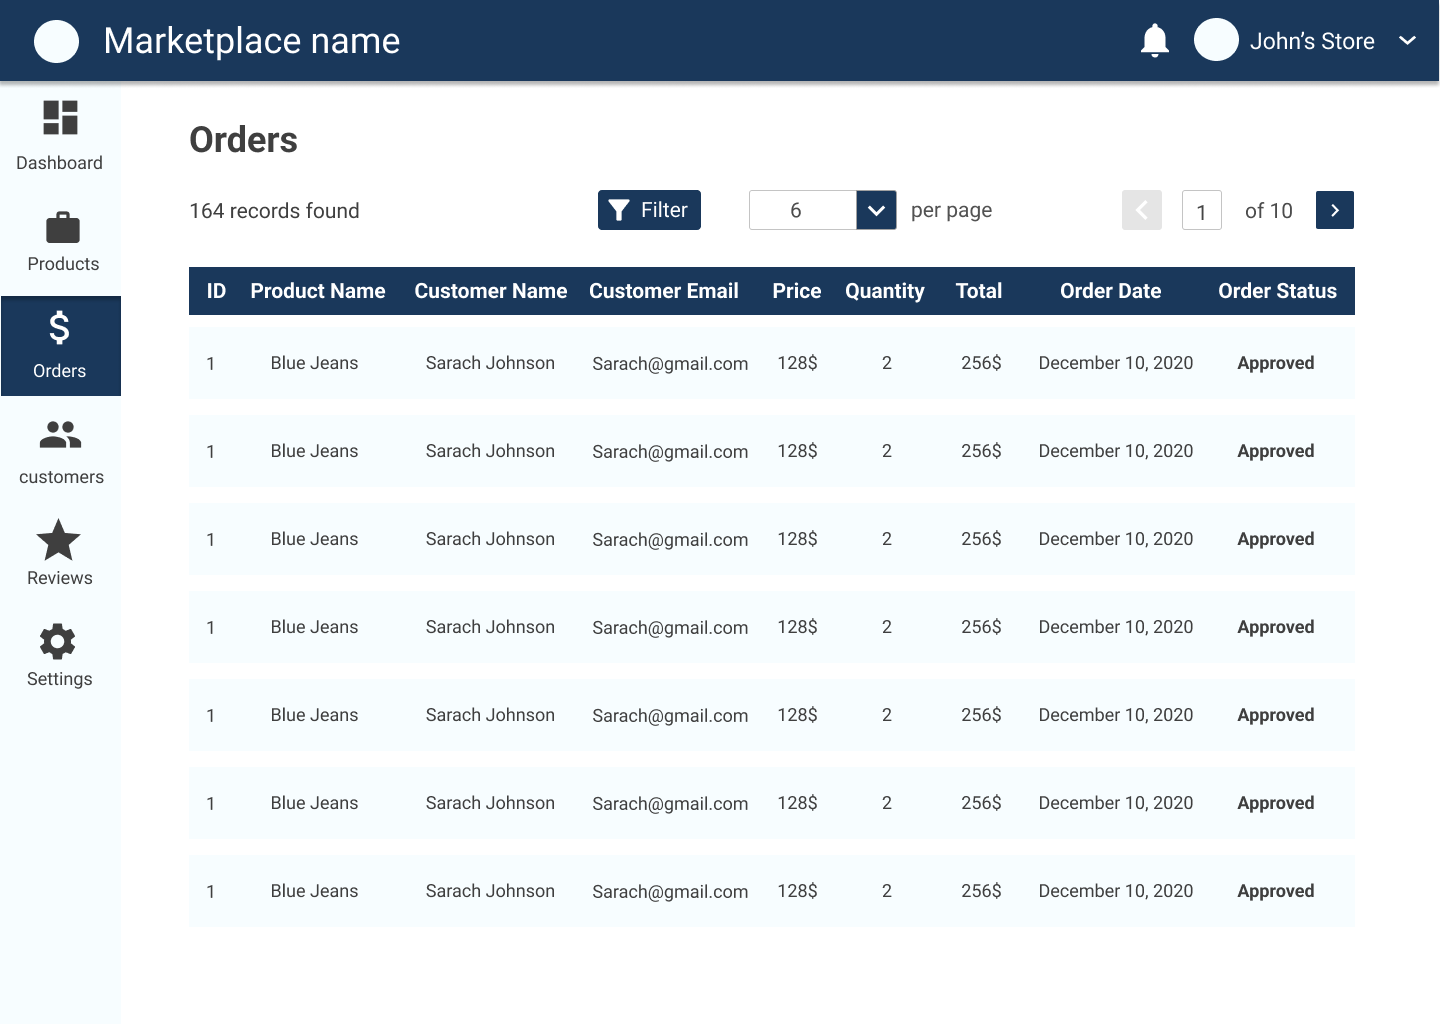 Marketplace name
John’s Store
Dashboard
Products
Orders
customers
Reviews
Settings
Orders
164 records found
Filter
6
per page
1
of 10
ID Product Name Customer Name Customer Email Price Quantity Total Order Date Order Status
1 Blue Jeans Sarach Johnson Sarach@gmail.com 128$ 2 256$ December 10, 2020 Approved
1 Blue Jeans Sarach Johnson Sarach@gmail.com 128$ 2 256$ December 10, 2020 Approved
1 Blue Jeans Sarach Johnson Sarach@gmail.com 128$ 2 256$ December 10, 2020 Approved
1 Blue Jeans Sarach Johnson Sarach@gmail.com 128$ 2 256$ December 10, 2020 Approved
1 Blue Jeans Sarach Johnson Sarach@gmail.com 128$ 2 256$ December 10, 2020 Approved
1 Blue Jeans Sarach Johnson Sarach@gmail.com 128$ 2 256$ December 10, 2020 Approved
1 Blue Jeans Sarach Johnson Sarach@gmail.com 128$ 2 256$ December 10, 2020 Approved